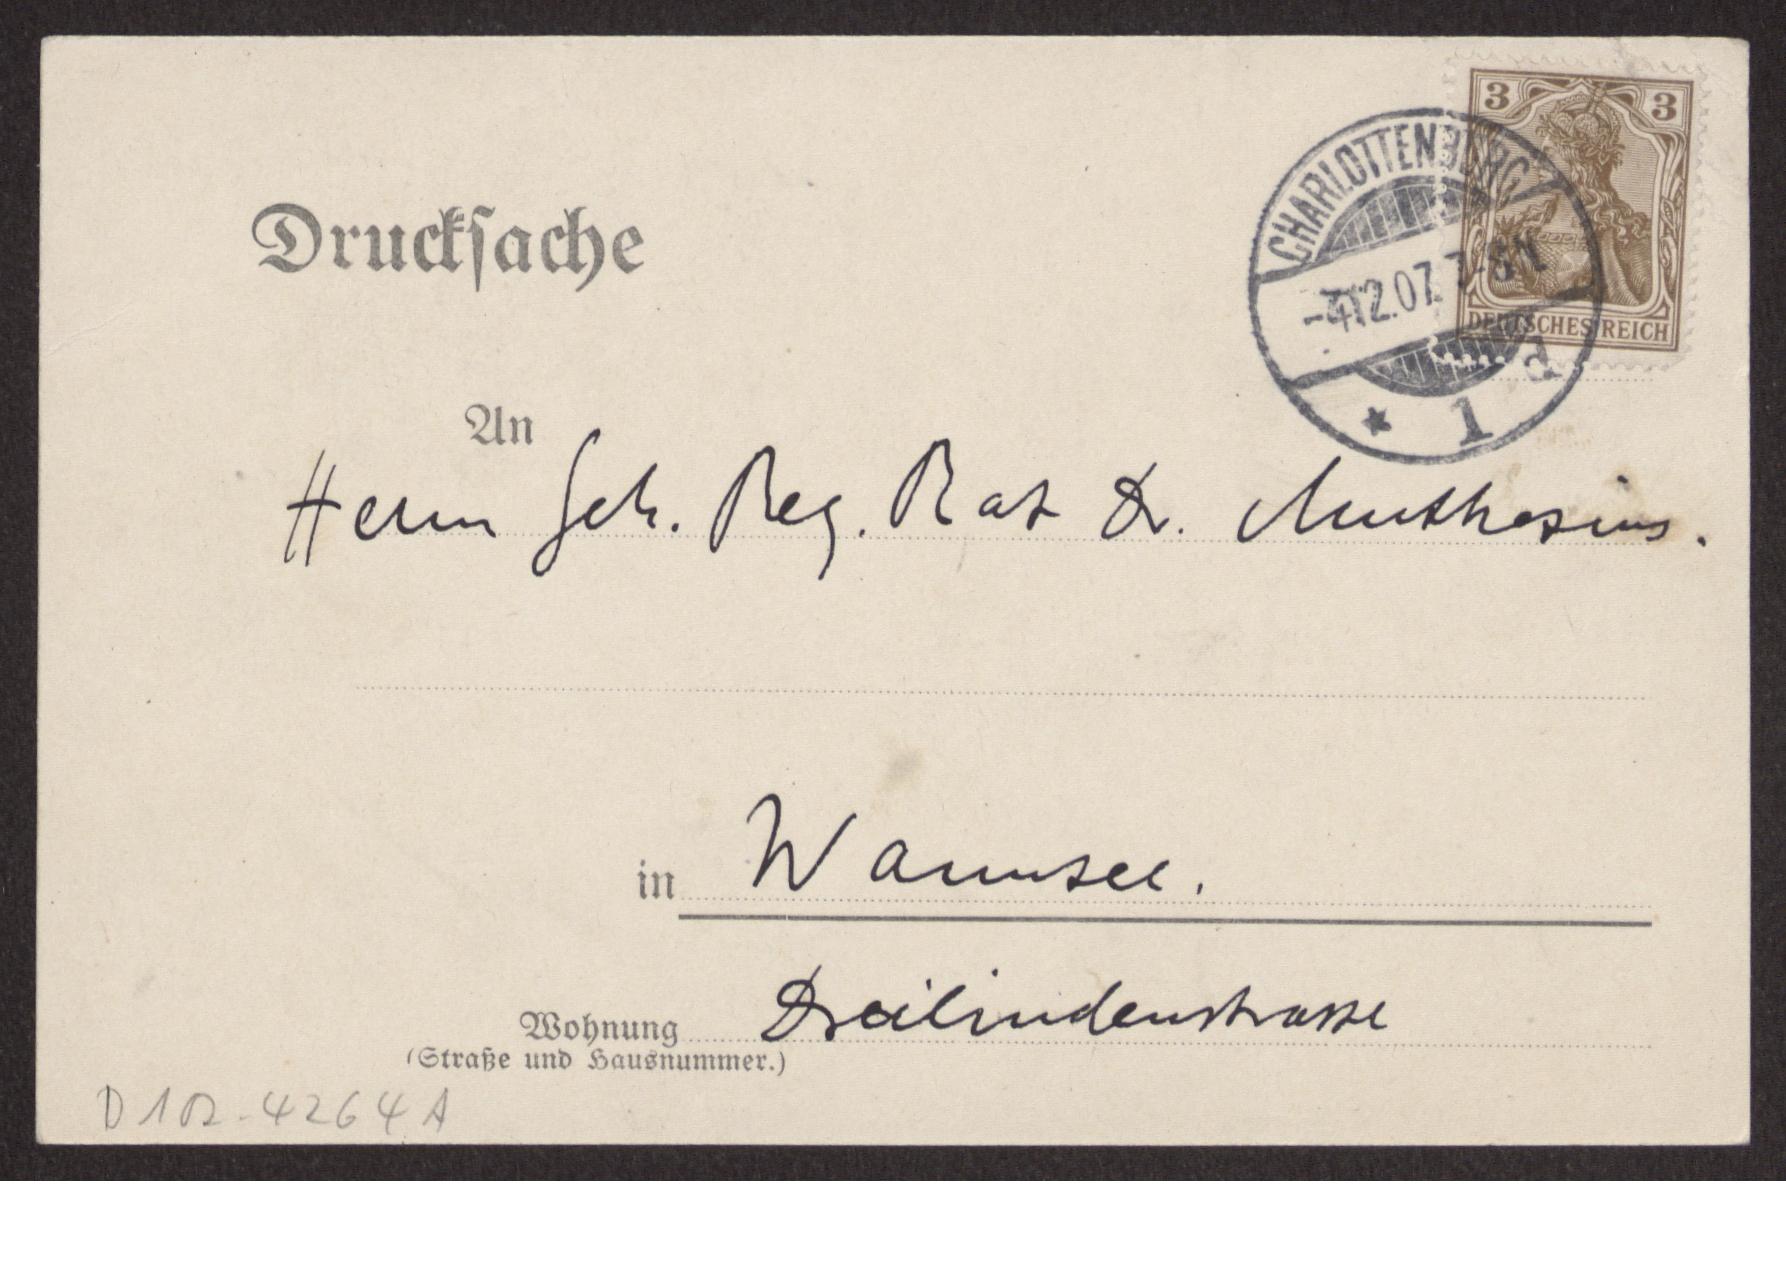 3 3
DEUTSCHES REICH
CHARLOTTENBURG
12.07. 7-8N
* 1 d
Drucksache
An
Herrn Geh. Reg. Rat Dr. Muthesius.
in Wannsee.
Wohnung Dreilindenstrasse
(Straße und Hausnummer.)
D 102-4264 A